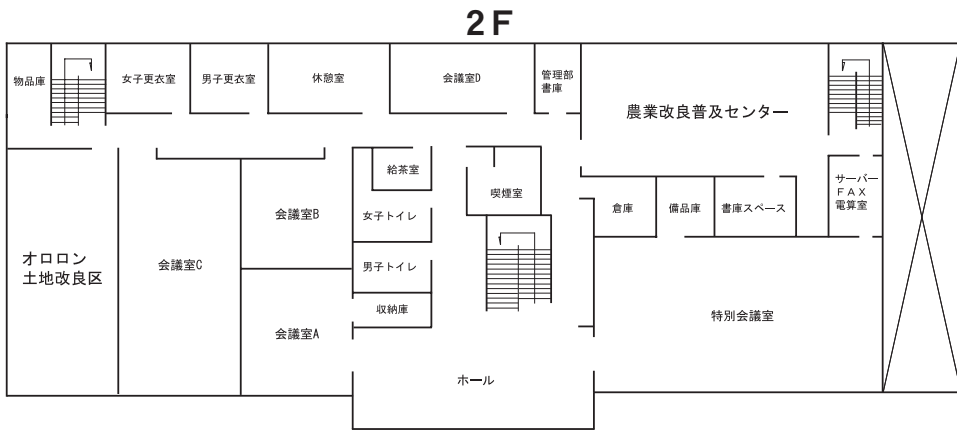 2F
物品庫
女子更衣室
男子更衣室
休憩室
会議室D
管理部
書庫
農業改良普及センター
給茶室
喫煙室
サーバー
FAX
電算室
倉庫
備品庫
書庫スペース
会議室B
女子トイレ
オロロン
土地改良区
会議室C
男子トイレ
収納庫
会議室A
特別会議室
ホール